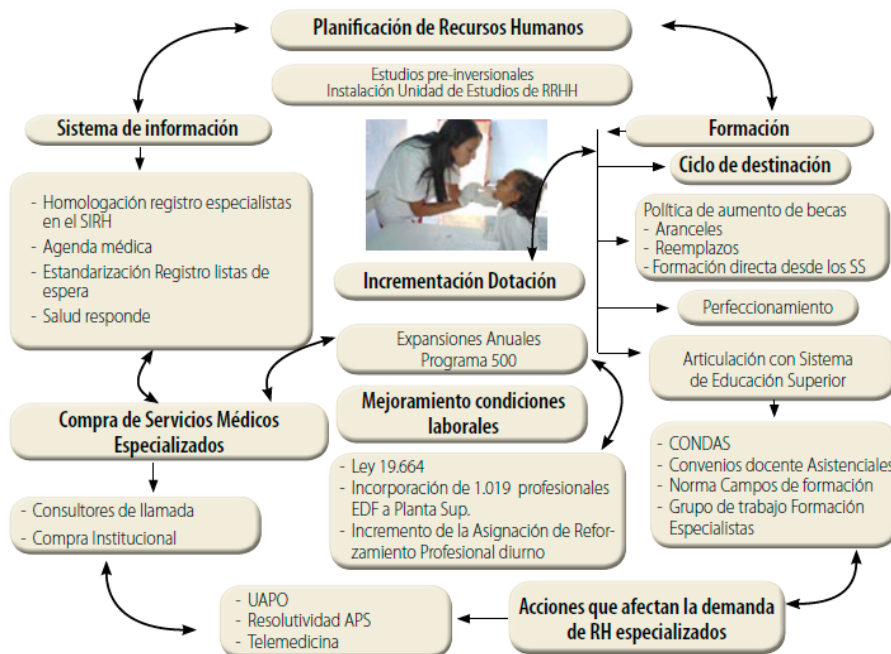 Planificación de Recursos Humanos
Estudios pre-inversionales
Instalación Unidad de Estudios de RRHH
Sistema de información
- Homologación registro especialistas
en el SIRH
- Agenda médica
- Estandarización Registro listas de
espera
- Salud responde
Compra de Servicios Médicos
Especializados
- Consultores de llamada
- Compra Institucional
Incrementación Dotación
Expansiones Anuales
Programa 500
Mejoramiento condiciones
laborales
- Ley 19.664
- Incorporación de 1.019 profesionales
EDF a Planta Sup.
- Incremento de la Asignación de Refor-
zamiento Profesional diurno
Formación
Ciclo de destinación
Política de aumento de becas
- Aranceles
- Reemplazos
- Formación directa desde los SS
Perfeccionamiento
Articulación con Sistema
de Educación Superior
- CONDAS
- Convenios docente Asistenciales
- Norma Campos de formación
- Grupo de trabajo Formación
Especialistas
Acciones que afectan la demanda
de RH especializados
- UAPO
- Resolutividad APS
- Telemedicina